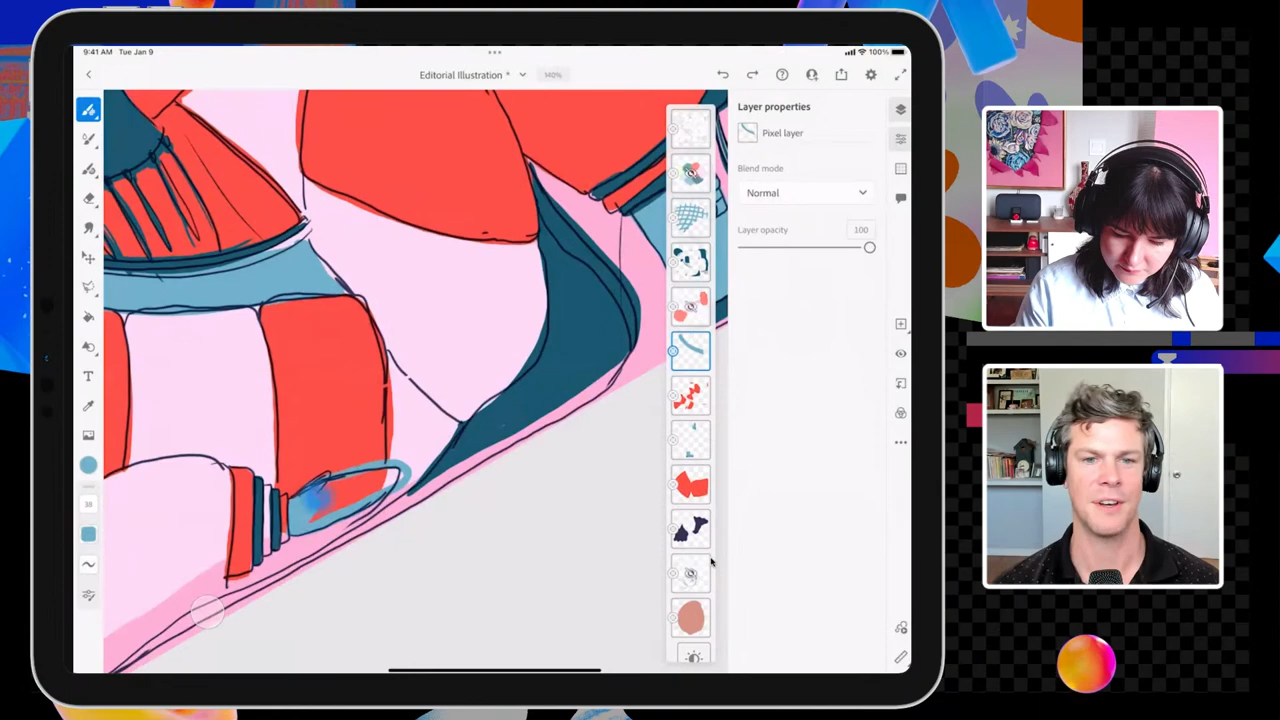 9:41 AM Tue Jan 9
100%
Editorial Illustration ^
140%
Layer properties
Pixel layer
Blend mode
Normal
Layer opacity
100
T
38